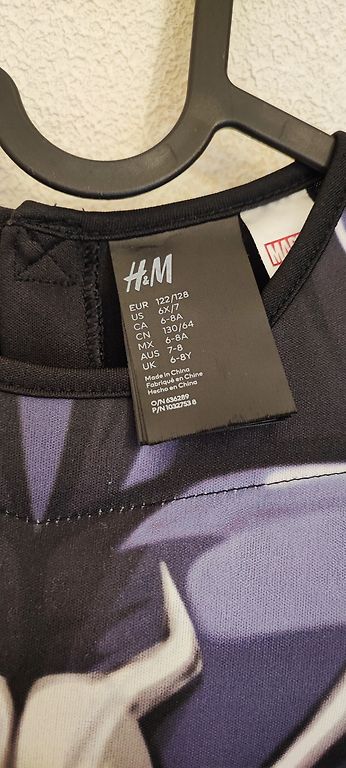 H&M
EUR 122/128
US 6X/7
CA 6-8A
CN 130/64
MX 6-8A
AUS 7-8
UK 6-8Y
Made in China
Fabriqué en Chine
Hecho en China
O/N 636289
P/N 1032753 8